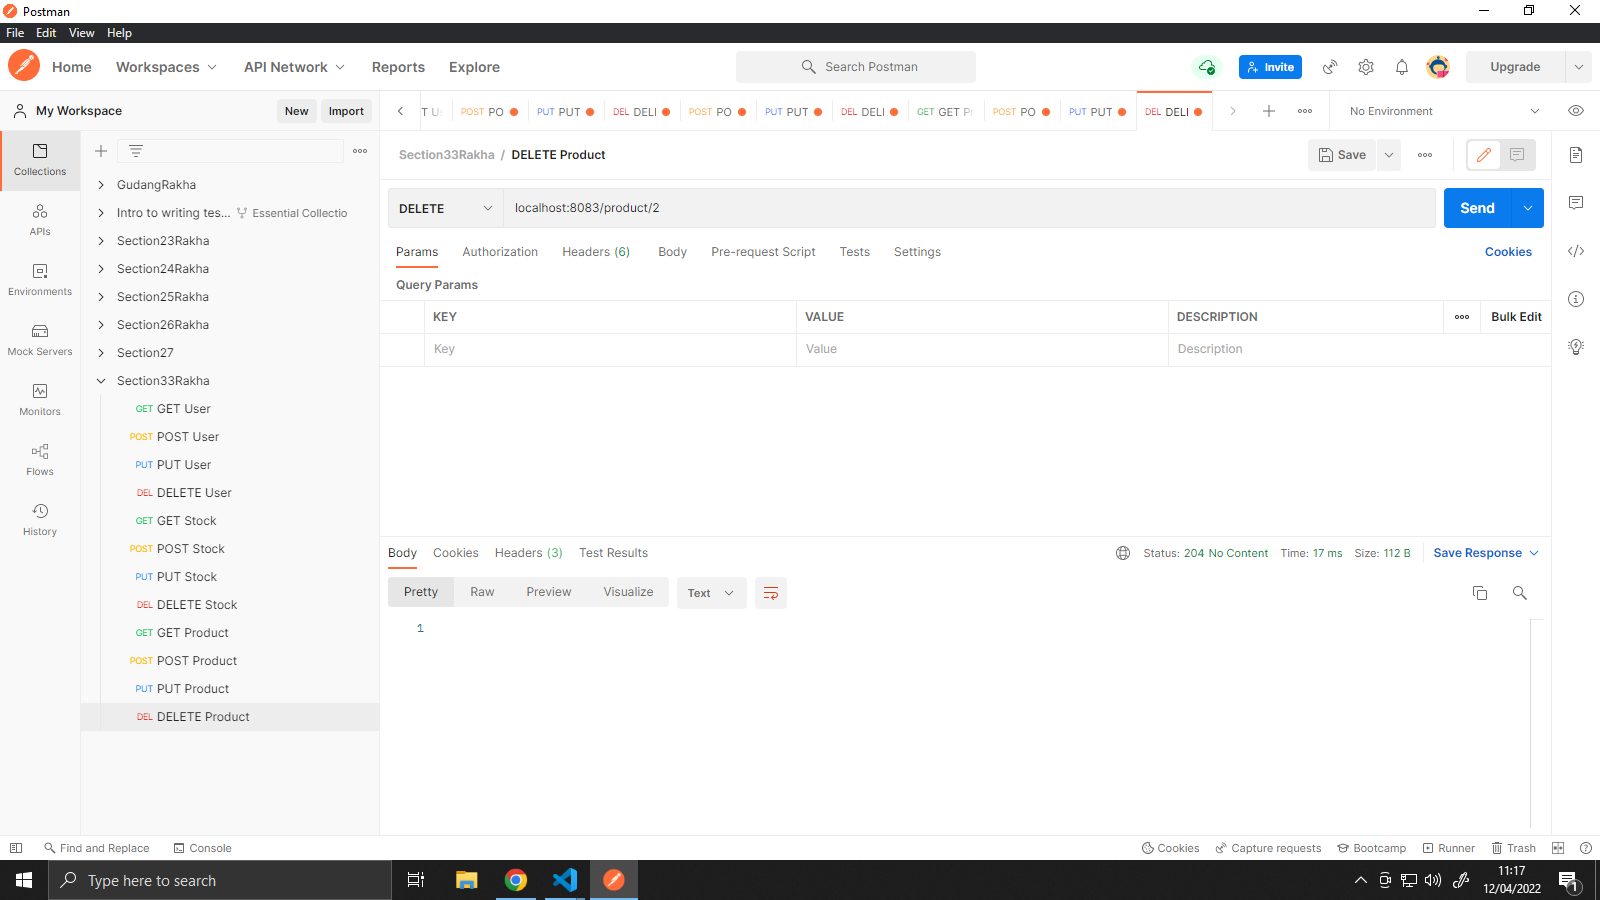 Postman
File Edit View Help
Home Workspaces API Network Reports Explore Search Postman Invite Upgrade
My Workspace New Import
T Us POST PO PUT PUT DEL DELI POST PO PUT PUT DEL DELI GET GET Pr POST PO PUT PUT DEL DELI No Environment
Section33Rakha / DELETE Product Save
DELETE localhost:8083/product/2 Send
Params Authorization Headers (6) Body Pre-request Script Tests Settings Cookies
Query Params
KEY VALUE DESCRIPTION Bulk Edit
Key Value Description
Collections
APIs
Environments
Mock Servers
Monitors
Flows
History
GudangRakha
Intro to writing tes... Essential Collectio
Section23Rakha
Section24Rakha
Section25Rakha
Section26Rakha
Section27
Section33Rakha
GET GET User
POST POST User
PUT PUT User
DEL DELETE User
GET GET Stock
POST POST Stock
PUT PUT Stock
DEL DELETE Stock
GET GET Product
POST POST Product
PUT PUT Product
DEL DELETE Product
Body Cookies Headers (3) Test Results Status: 204 No Content Time: 17 ms Size: 112 B Save Response
Pretty Raw Preview Visualize Text
1
Find and Replace Console Cookies Capture requests Bootcamp Runner Trash
Type here to search 11:17
12/04/2022 1